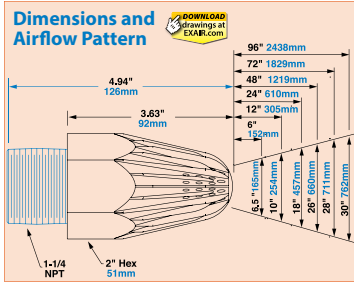 Dimensions and
Airflow Pattern
DOWNLOAD
drawings at
EXAIR.com
96" 2438mm
72" 1829mm
48" 1219mm
24" 610mm
12" 305mm
6"
152mm
4.94"
126mm
3.63"
92mm
6.5" 165mm
10" 254mm
18" 457mm
26" 660mm
28" 711mm
30" 762mm
1-1/4
NPT
2" Hex
51mm